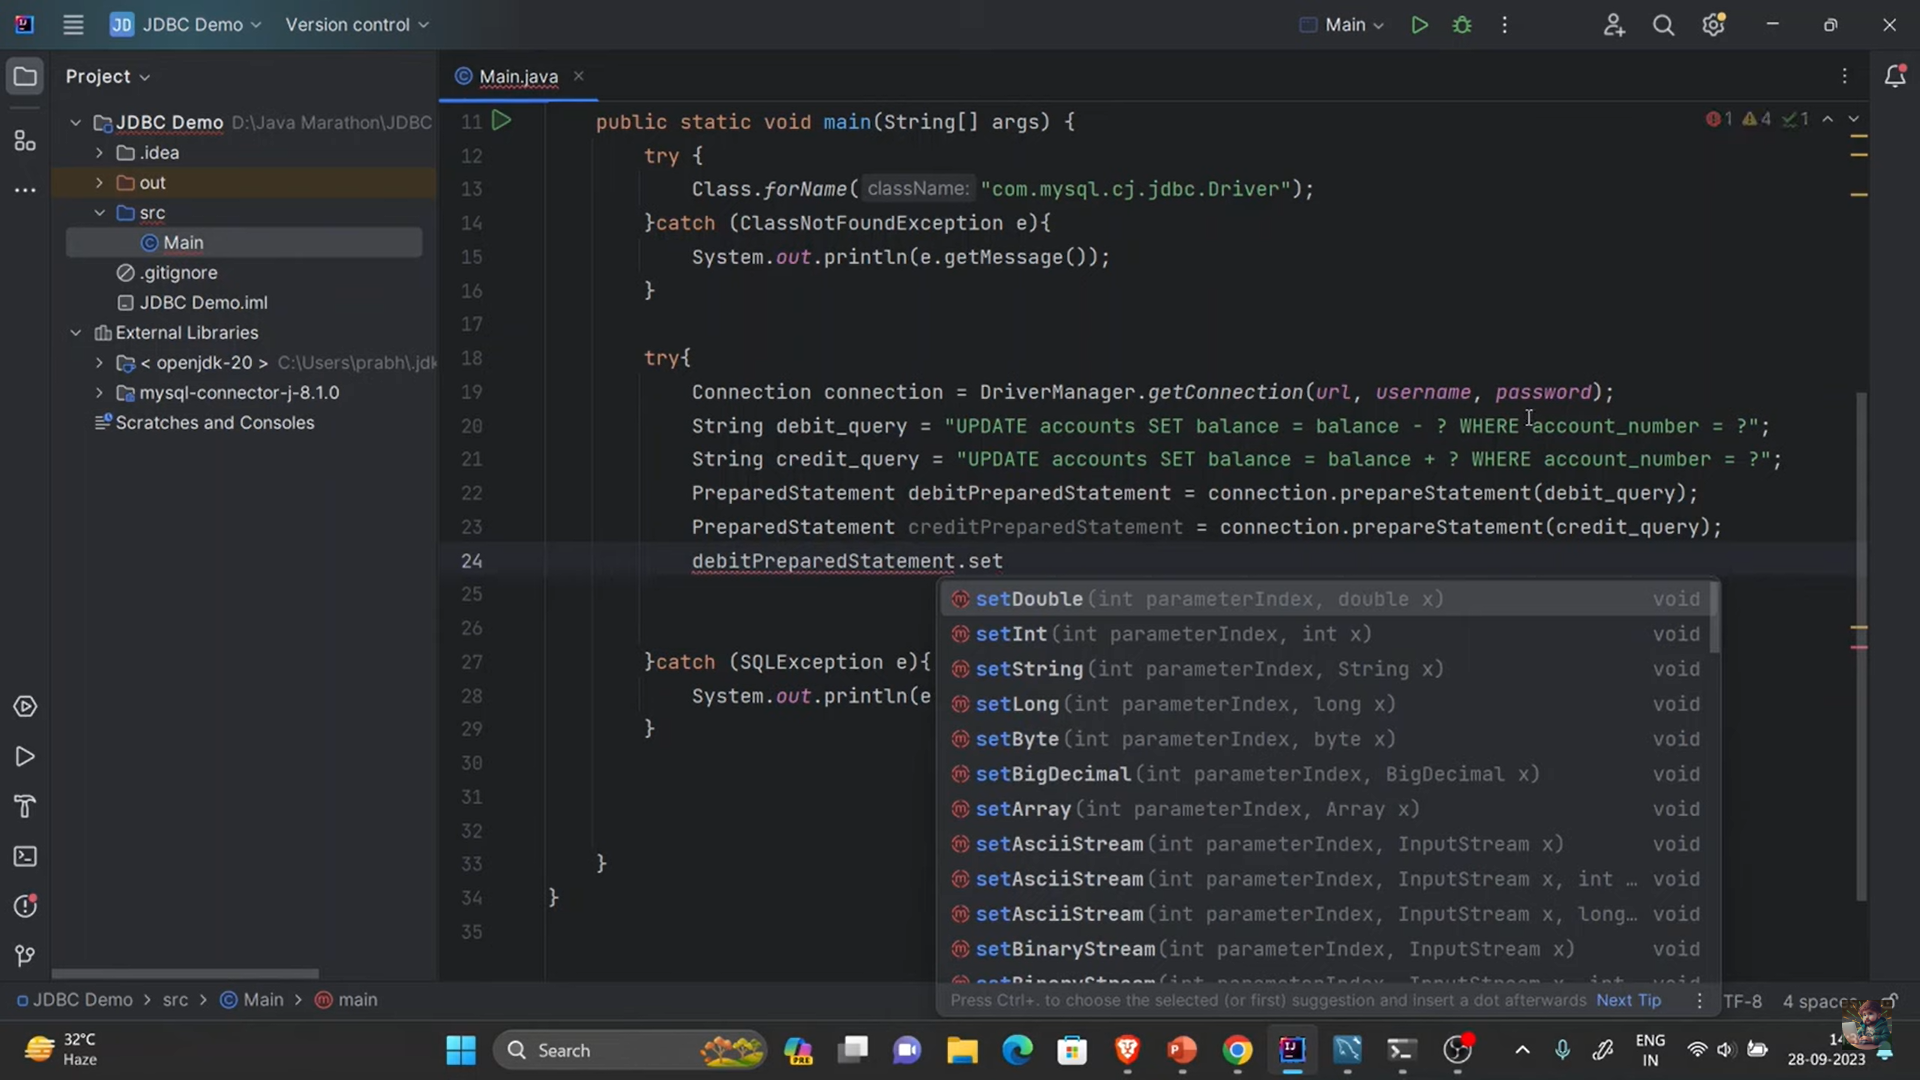 JD JDBC Demo Version control Main
Project
Main.java
JDBC Demo D:\Java Marathon\JDBC
.idea
out
src
Main
.gitignore
JDBC Demo.iml
External Libraries
< openjdk-20 > C:\Users\prabh\.jdk
mysql-connector-j-8.1.0
Scratches and Consoles
1 4 1
11 public static void main(String[] args) {
12 try {
13 Class.forName( className: "com.mysql.cj.jdbc.Driver");
14 }catch (ClassNotFoundException e){
15 System.out.println(e.getMessage());
16 }
17
18 try{
19 Connection connection = DriverManager.getConnection(url, username, password);
20 String debit_query = "UPDATE accounts SET balance = balance - ? WHERE account_number = ?";
21 String credit_query = "UPDATE accounts SET balance = balance + ? WHERE account_number = ?";
22 PreparedStatement debitPreparedStatement = connection.prepareStatement(debit_query);
23 PreparedStatement creditPreparedStatement = connection.prepareStatement(credit_query);
24 debitPreparedStatement.set
25
26
27 }catch (SQLException e){
28 System.out.println(e
29 }
30
31
32
33 }
34 }
35
setDouble(int parameterIndex, double x) void
setInt(int parameterIndex, int x) void
setString(int parameterIndex, String x) void
setLong(int parameterIndex, long x) void
setByte(int parameterIndex, byte x) void
setBigDecimal(int parameterIndex, BigDecimal x) void
setArray(int parameterIndex, Array x) void
setAsciiStream(int parameterIndex, InputStream x) void
setAsciiStream(int parameterIndex, InputStream x, int … void
setAsciiStream(int parameterIndex, InputStream x, long… void
setBinaryStream(int parameterIndex, InputStream x) void
Press Ctrl+. to choose the selected (or first) suggestion and insert a dot afterwards Next Tip
JDBC Demo > src > Main > main TF-8 4 spac
32°C
Haze
Search
PRE
ENG
IN
28-09-2023